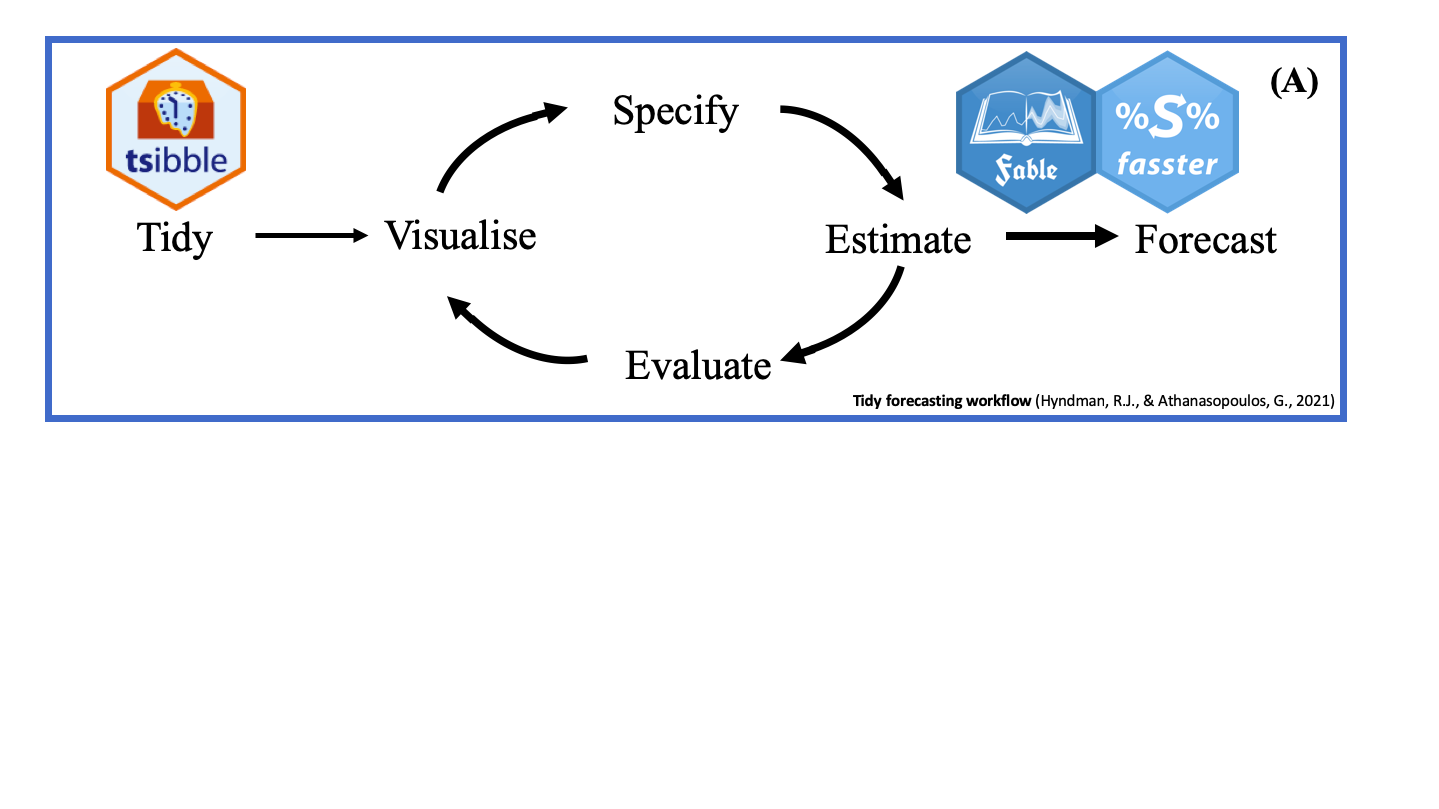 (A)
tsibble
Fable
%S%
fasster
Specify
Tidy
Visualise
Estimate
Forecast
Evaluate
Tidy forecasting workflow (Hyndman, R.J., & Athanasopoulos, G., 2021)